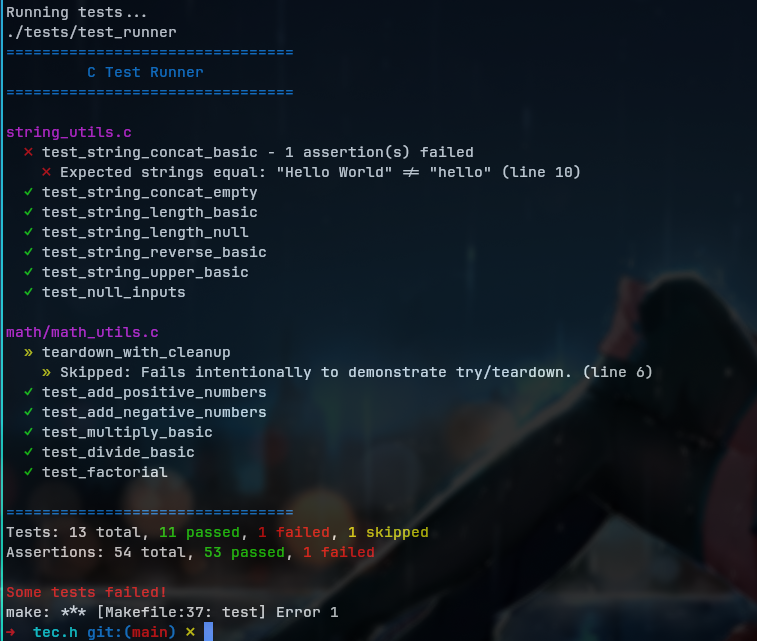 Running tests...
./tests/test_runner
================================
C Test Runner
================================
string_utils.c
✗ test_string_concat_basic - 1 assertion(s) failed
✗ Expected strings equal: "Hello World" != "hello" (line 10)
✓ test_string_concat_empty
✓ test_string_length_basic
✓ test_string_length_null
✓ test_string_reverse_basic
✓ test_string_upper_basic
✓ test_null_inputs
math/math_utils.c
» teardown_with_cleanup
» Skipped: Fails intentionally to demonstrate try/teardown. (line 6)
✓ test_add_positive_numbers
✓ test_add_negative_numbers
✓ test_multiply_basic
✓ test_divide_basic
✓ test_factorial
================================
Tests: 13 total, 11 passed, 1 failed, 1 skipped
Assertions: 54 total, 53 passed, 1 failed
Some tests failed!
make: *** [Makefile:37: test] Error 1
➜ tec.h git:(main) ✗